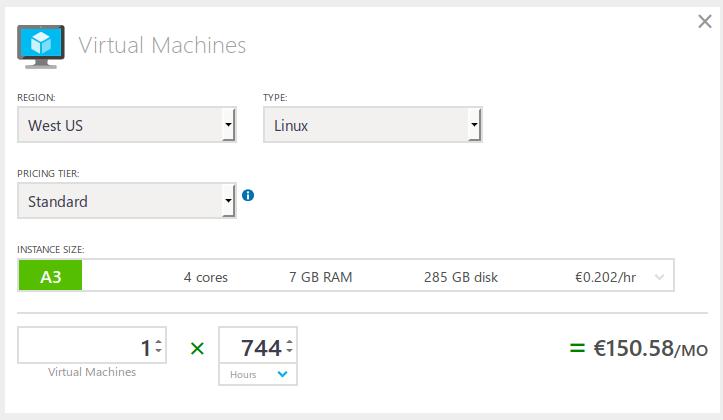 Virtual Machines
REGION: TYPE:
West US Linux
PRICING TIER:
Standard
INSTANCE SIZE:
A3 4 cores 7 GB RAM 285 GB disk €0.202/hr
1 × 744 = €150.58/MO
Virtual Machines Hours